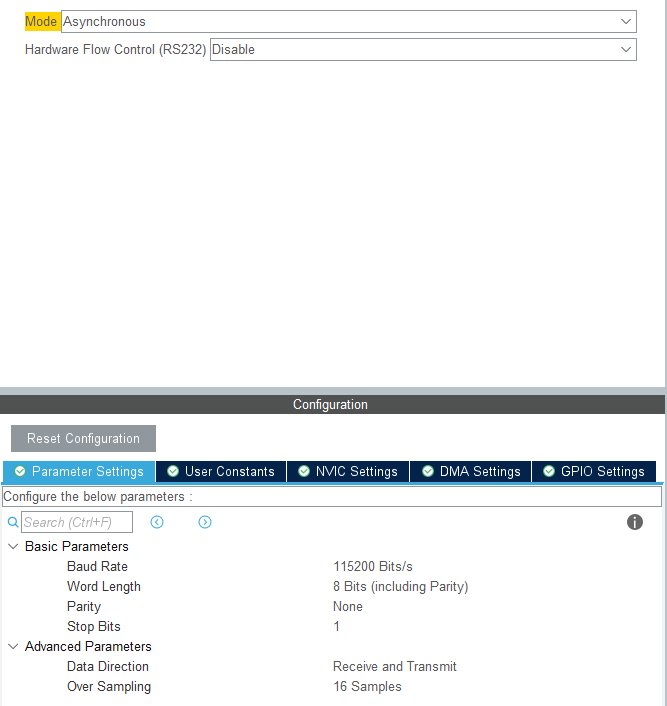 Mode Asynchronous
Hardware Flow Control (RS232) Disable
Configuration
Reset Configuration
Parameter Settings User Constants NVIC Settings DMA Settings GPIO Settings
Configure the below parameters :
Search (Ctrl+F)
Basic Parameters
Baud Rate 115200 Bits/s
Word Length 8 Bits (including Parity)
Parity None
Stop Bits 1
Advanced Parameters
Data Direction Receive and Transmit
Over Sampling 16 Samples